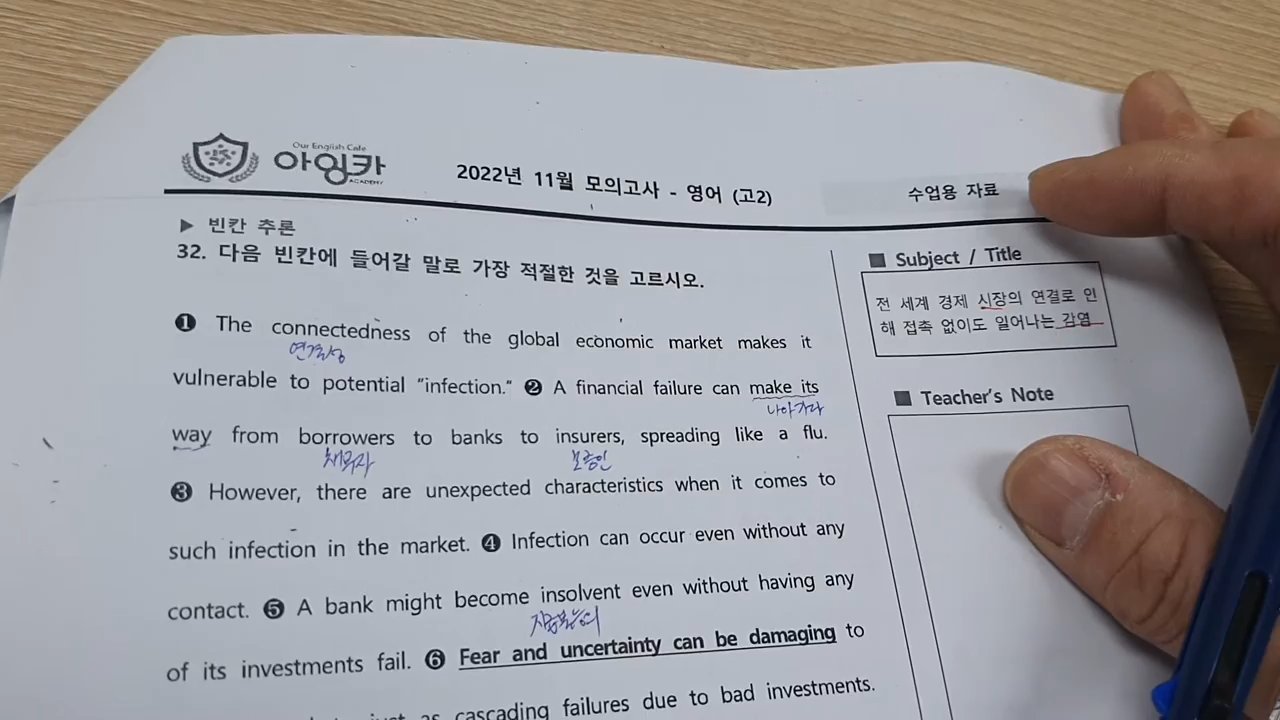 Our English Cafe
아잉카
ACADEMY
2022년 11월 모의고사 - 영어 (고2)
수업용 자료
▶ 빈칸 추론
32. 다음 빈칸에 들어갈 말로 가장 적절한 것을 고르시오.
❶ The connectedness of the global economic market makes it
연결성
vulnerable to potential "infection." ❷ A financial failure can make its
나아가다
way from borrowers to banks to insurers, spreading like a flu.
채무자 보증인
❸ However, there are unexpected characteristics when it comes to
such infection in the market. ❹ Infection can occur even without any
contact. ❺ A bank might become insolvent even without having any
지급불능의
of its investments fail. ❻ Fear and uncertainty can be damaging to
just as cascading failures due to bad investments.
■ Subject / Title
전 세계 경제 시장의 연결로 인
해 접촉 없이도 일어나는 감염
■ Teacher's Note